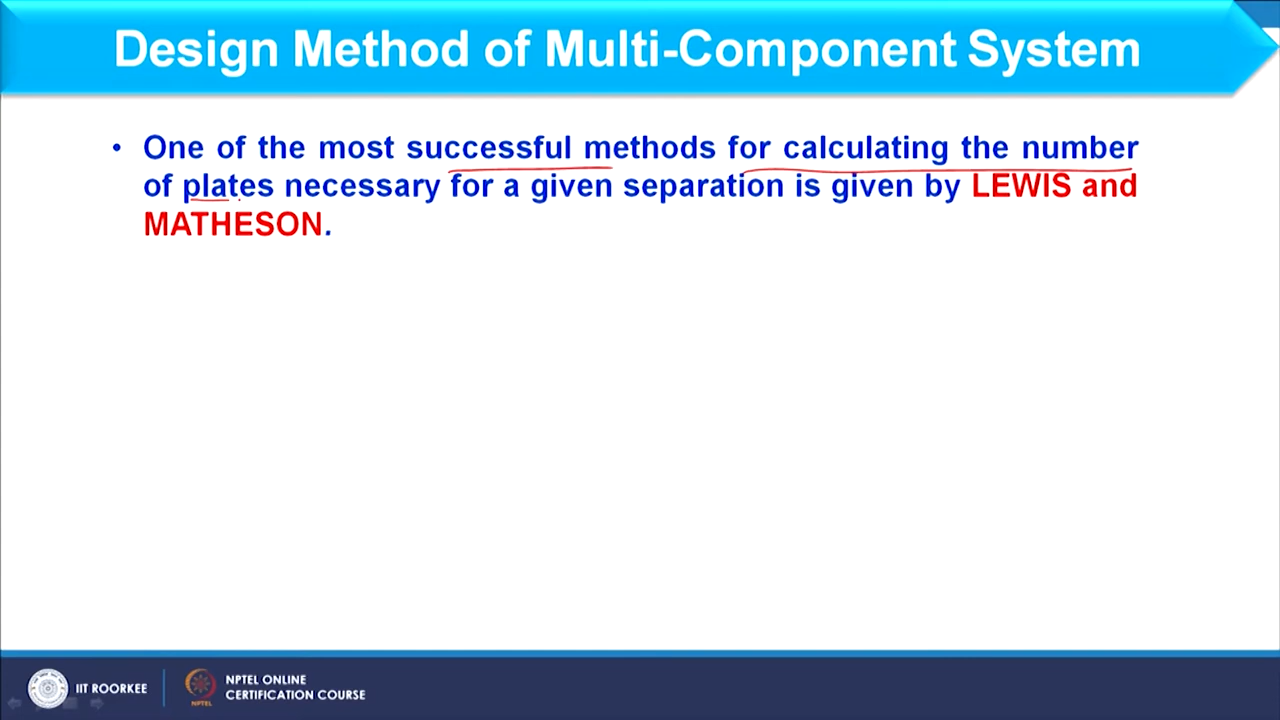 Design Method of Multi-Component System
• One of the most successful methods for calculating the number
of plates necessary for a given separation is given by LEWIS and
MATHESON.
IIT ROORKEE
NPTEL ONLINE
CERTIFICATION COURSE
NPTEL